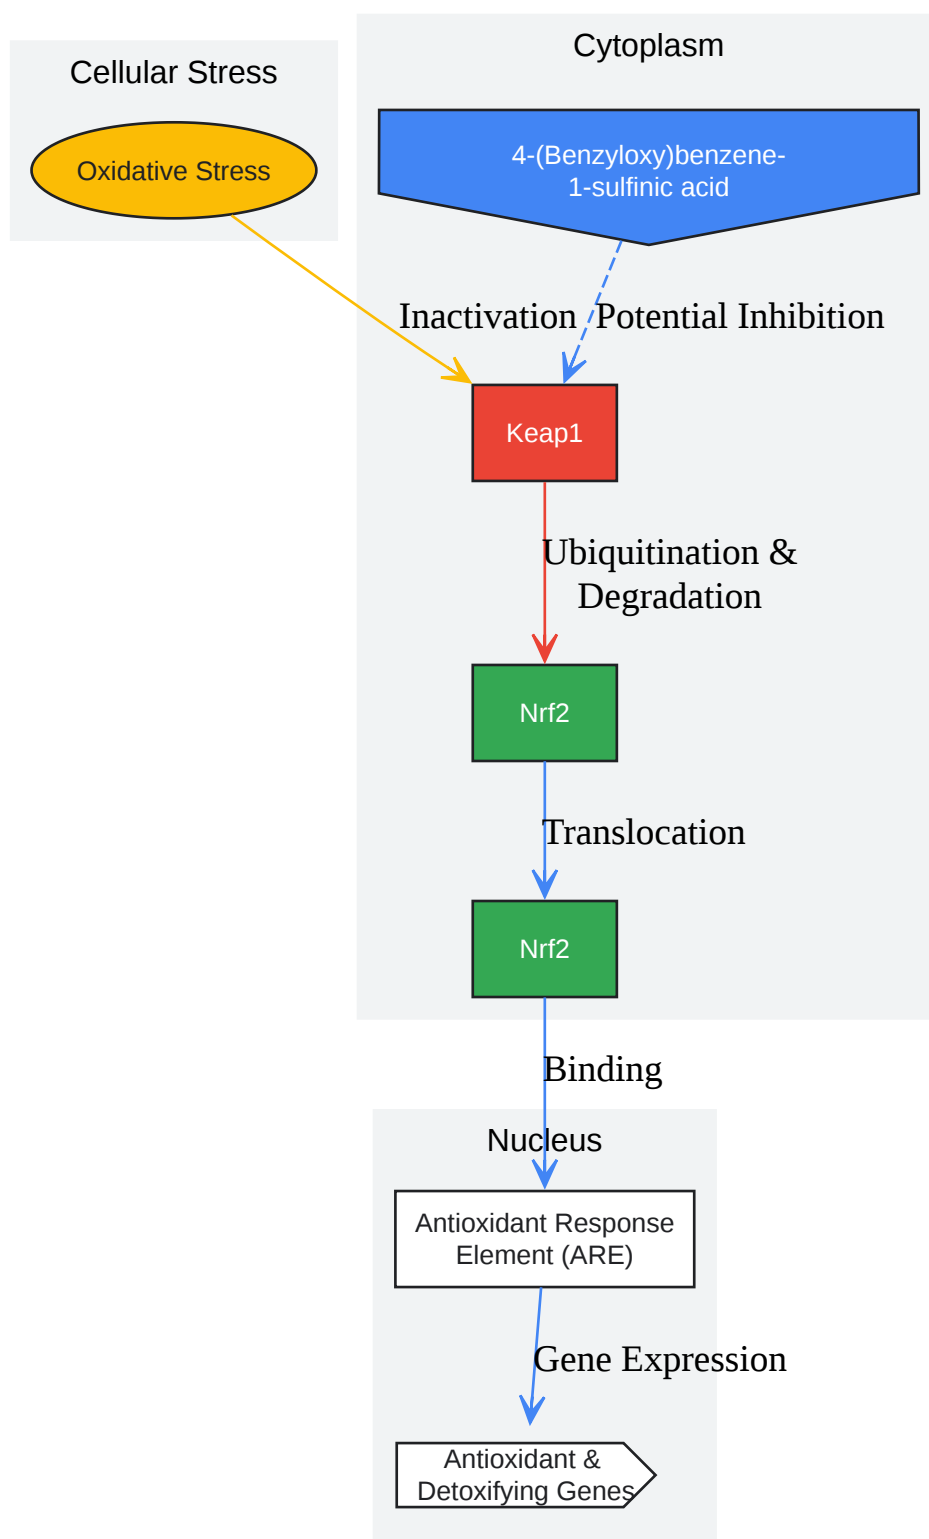 Cellular Stress
Oxidative Stress
Cytoplasm
4-(Benzyloxy)benzene-
1-sulfinic acid
Inactivation
Potential Inhibition
Keap1
Ubiquitination &
Degradation
Nrf2
Translocation
Nrf2
Binding
Nucleus
Antioxidant Response
Element (ARE)
Gene Expression
Antioxidant &
Detoxifying Genes